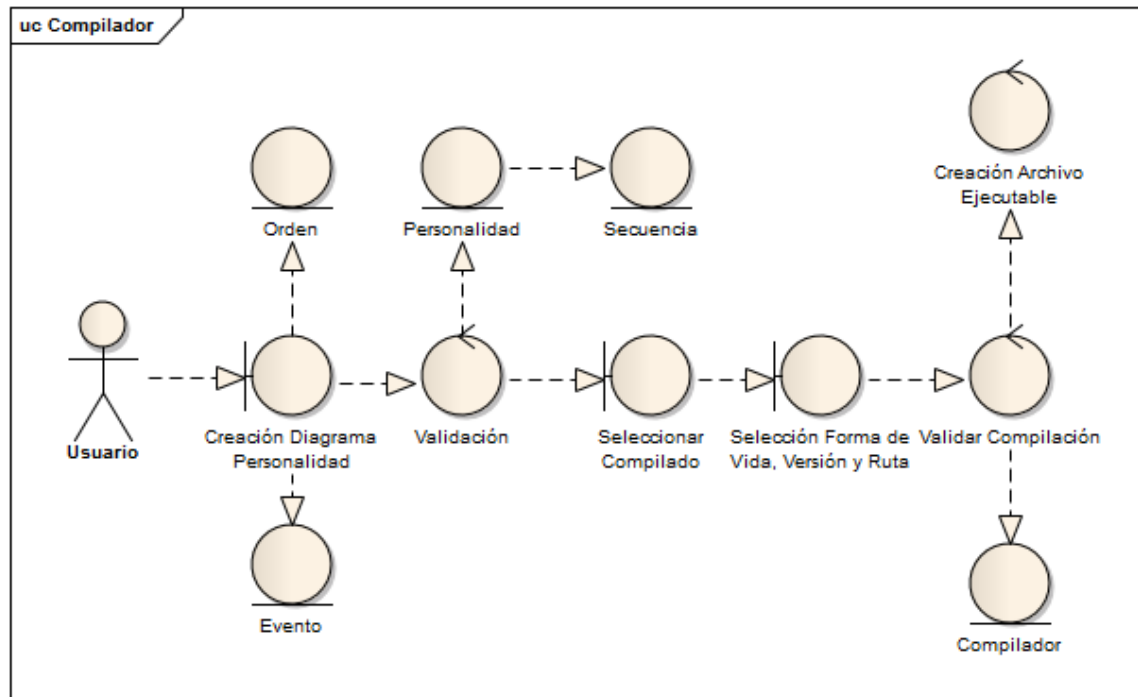 uc Compilador
Creación Archivo
Ejecutable
Orden
Personalidad
Secuencia
Usuario
Creación Diagrama
Personalidad
Validación
Seleccionar
Compilado
Selección Forma de
Vida, Versión y Ruta
Validar Compilación
Evento
Compilador